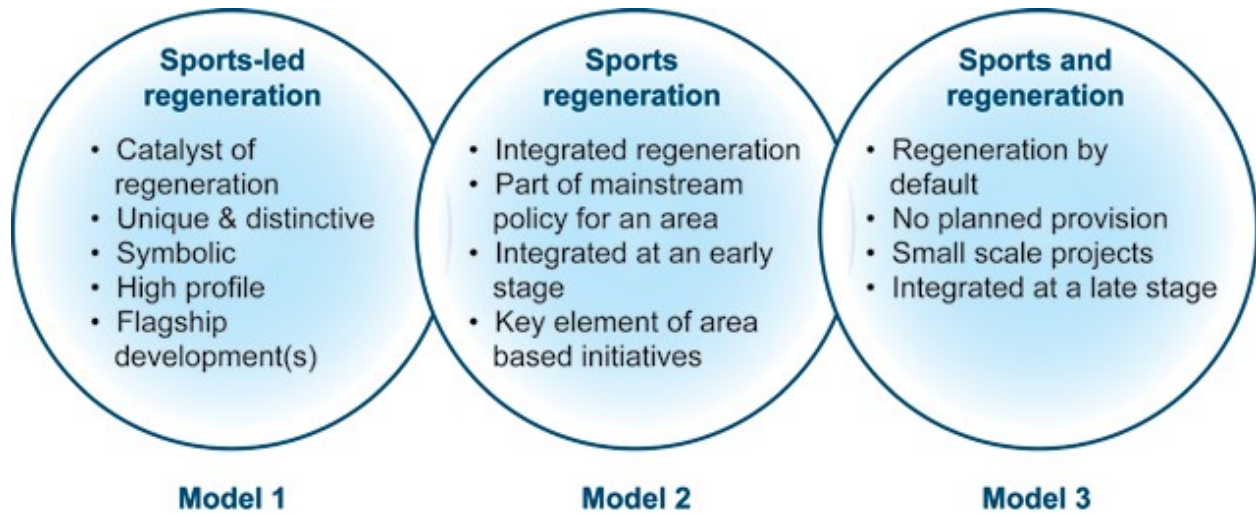 Sports-led
regeneration
• Catalyst of
regeneration
• Unique & distinctive
• Symbolic
• High profile
• Flagship
development(s)
Model 1
Sports
regeneration
• Integrated regeneration
• Part of mainstream
policy for an area
• Integrated at an early
stage
• Key element of area
based initiatives
Model 2
Sports and
regeneration
• Regeneration by
default
• No planned provision
• Small scale projects
• Integrated at a late stage
Model 3